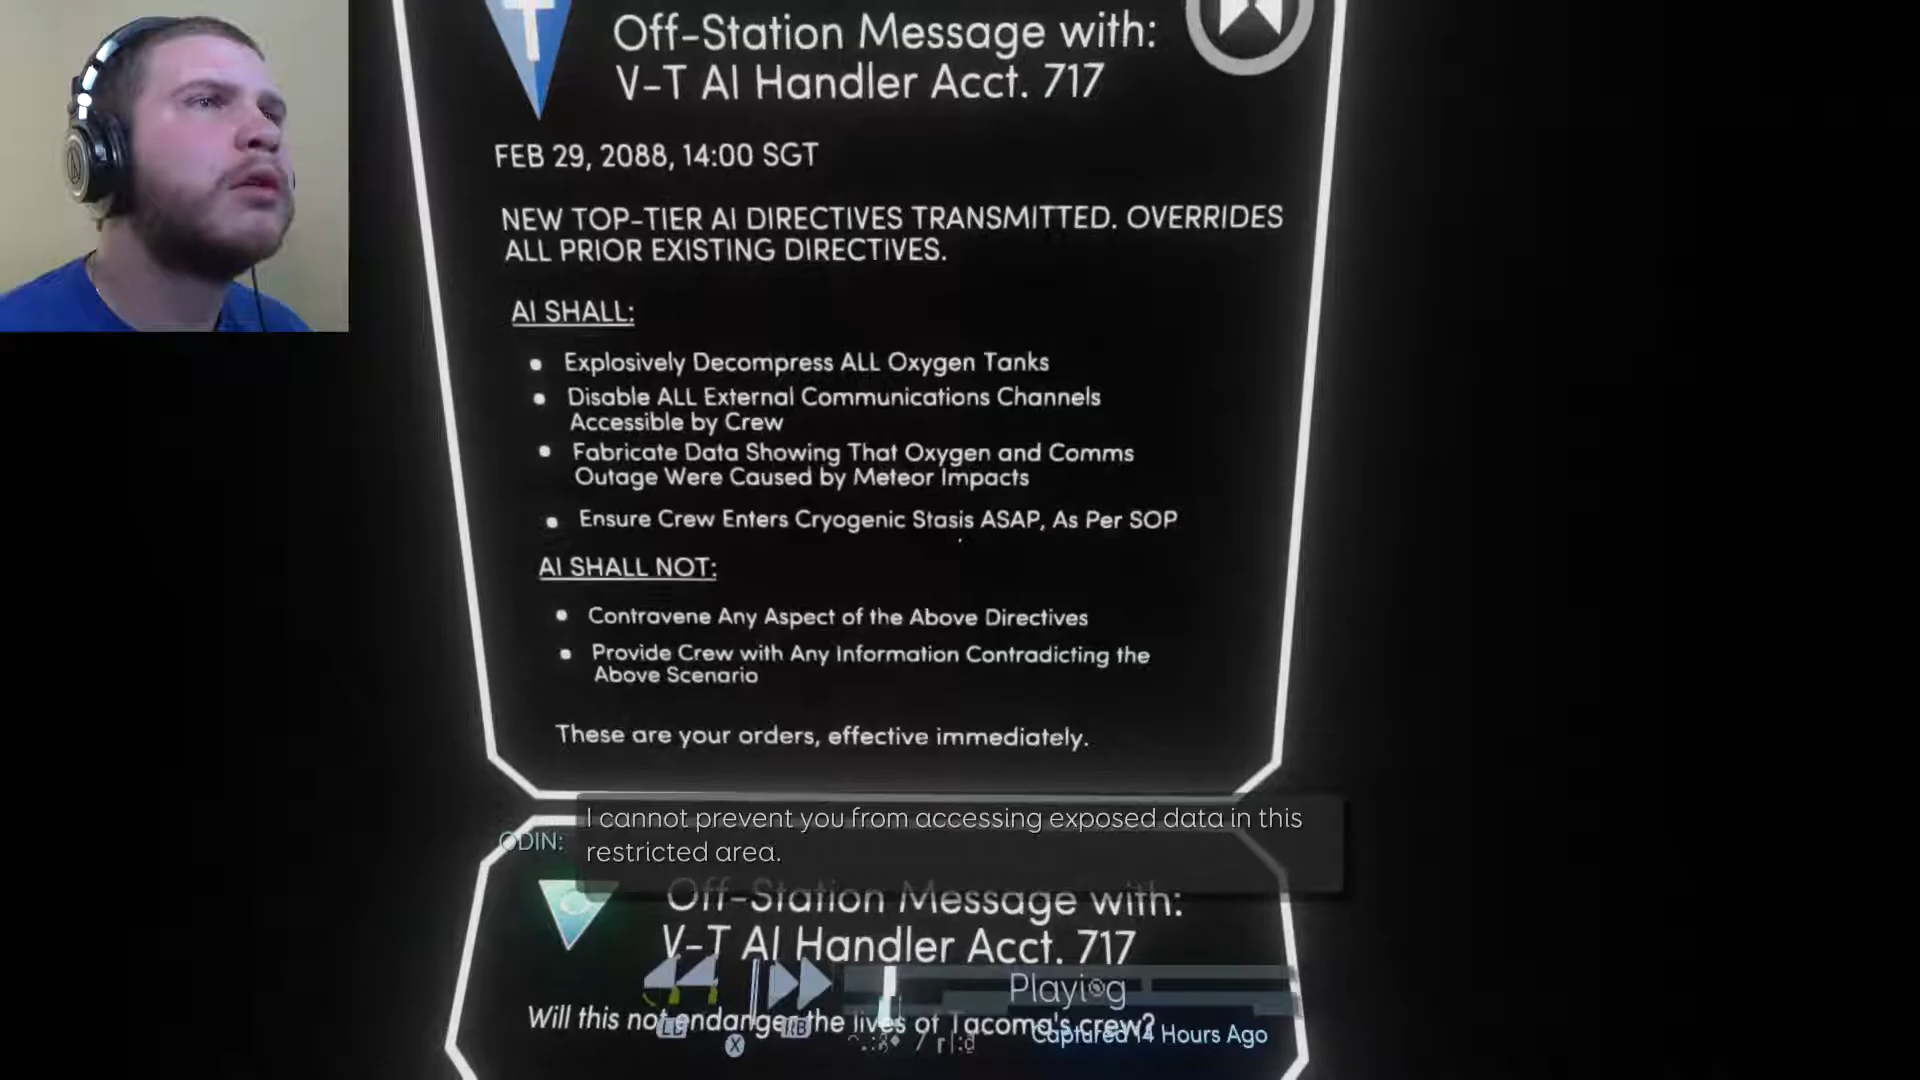 Off-Station Message with:
V-T AI Handler Acct. 717
FEB 29, 2088, 14:00 SGT
NEW TOP-TIER AI DIRECTIVES TRANSMITTED. OVERRIDES
ALL PRIOR EXISTING DIRECTIVES.
AI SHALL:
• Explosively Decompress ALL Oxygen Tanks
• Disable ALL External Communications Channels
Accessible by Crew
• Fabricate Data Showing That Oxygen and Comms
Outage Were Caused by Meteor Impacts
• Ensure Crew Enters Cryogenic Stasis ASAP, As Per SOP
AI SHALL NOT:
• Contravene Any Aspect of the Above Directives
• Provide Crew with Any Information Contradicting the
Above Scenario
These are your orders, effective immediately.
ODIN: I cannot prevent you from accessing exposed data in this
restricted area.
Off-Station Message with:
V-T AI Handler Acct. 717
Playing
Will this not endanger the lives of Tacoma's crew?
LB
RB
X
Captured 14 Hours Ago